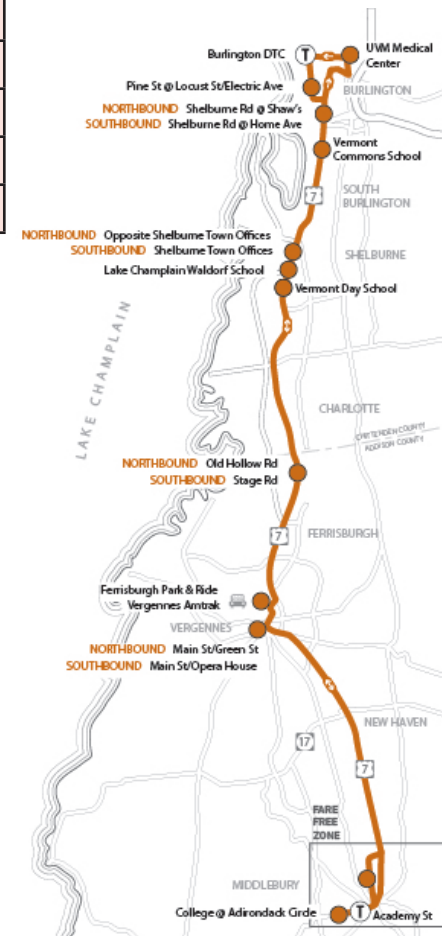 Burlington DTC
T
UVM Medical
Center
Pine St @ Locust St/Electric Ave
BURLINGTON
NORTHBOUND Shelburne Rd @ Shaw's
SOUTHBOUND Shelburne Rd @ Home Ave
Vermont
Commons School
7
SOUTH
BURLINGTON
NORTHBOUND Opposite Shelburne Town Offices
SOUTHBOUND Shelburne Town Offices
SHELBURNE
Lake Champlain Waldorf School
Vermont Day School
LAKE CHAMPLAIN
CHARLOTTE
CHITTENDEN COUNTY
ADDISON COUNTY
NORTHBOUND Old Hollow Rd
SOUTHBOUND Stage Rd
7
FERRISBURGH
Ferrisburgh Park & Ride
Vergennes Amtrak
VERGENNES
NORTHBOUND Main St/Green St
SOUTHBOUND Main St/Opera House
NEW HAVEN
17
7
FARE
FREE
ZONE
MIDDLEBURY
College @ Adirondack Circle
T
Academy St